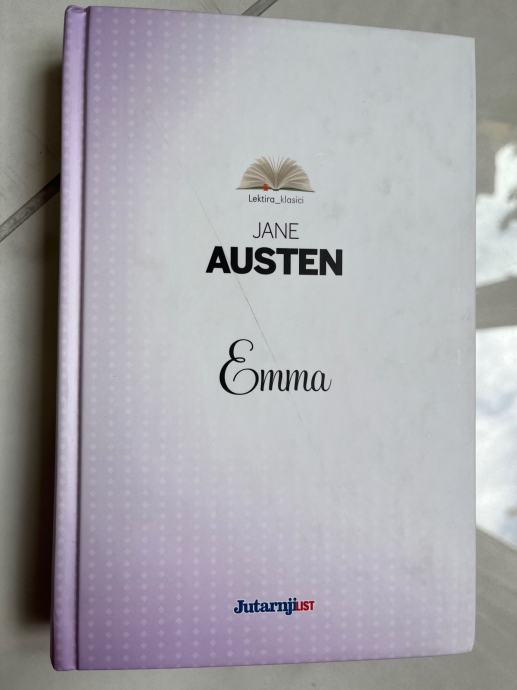 Lektira_klasici
JANE
AUSTEN
Emma
JutarnjiLIST